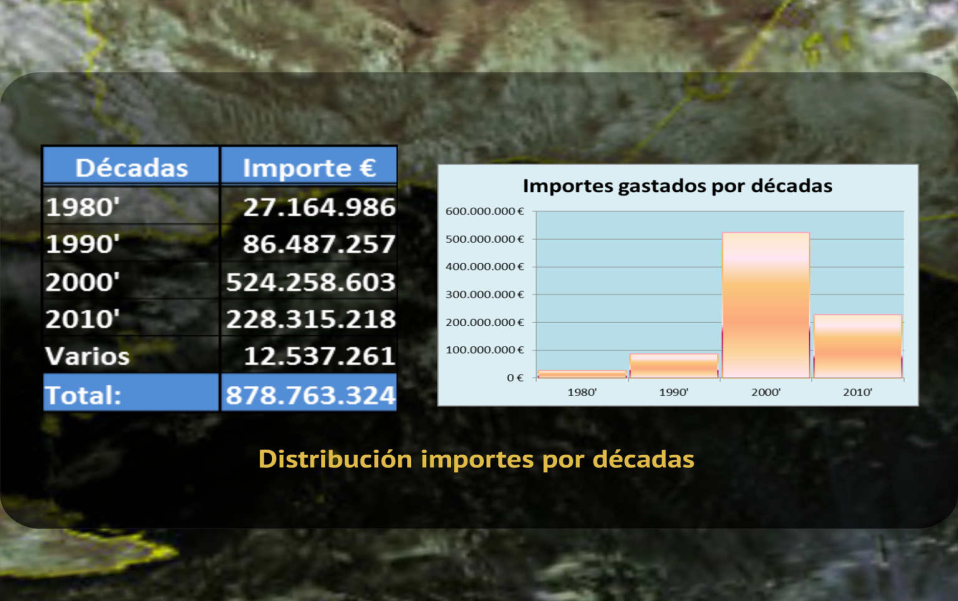 Décadas Importe €
1980' 27.164.986
1990' 86.487.257
2000' 524.258.603
2010' 228.315.218
Varios 12.537.261
Total: 878.763.324
Importes gastados por décadas
600.000.000 €
500.000.000 €
400.000.000 €
300.000.000 €
200.000.000 €
100.000.000 €
0 €
1980' 1990' 2000' 2010'
Distribución importes por décadas